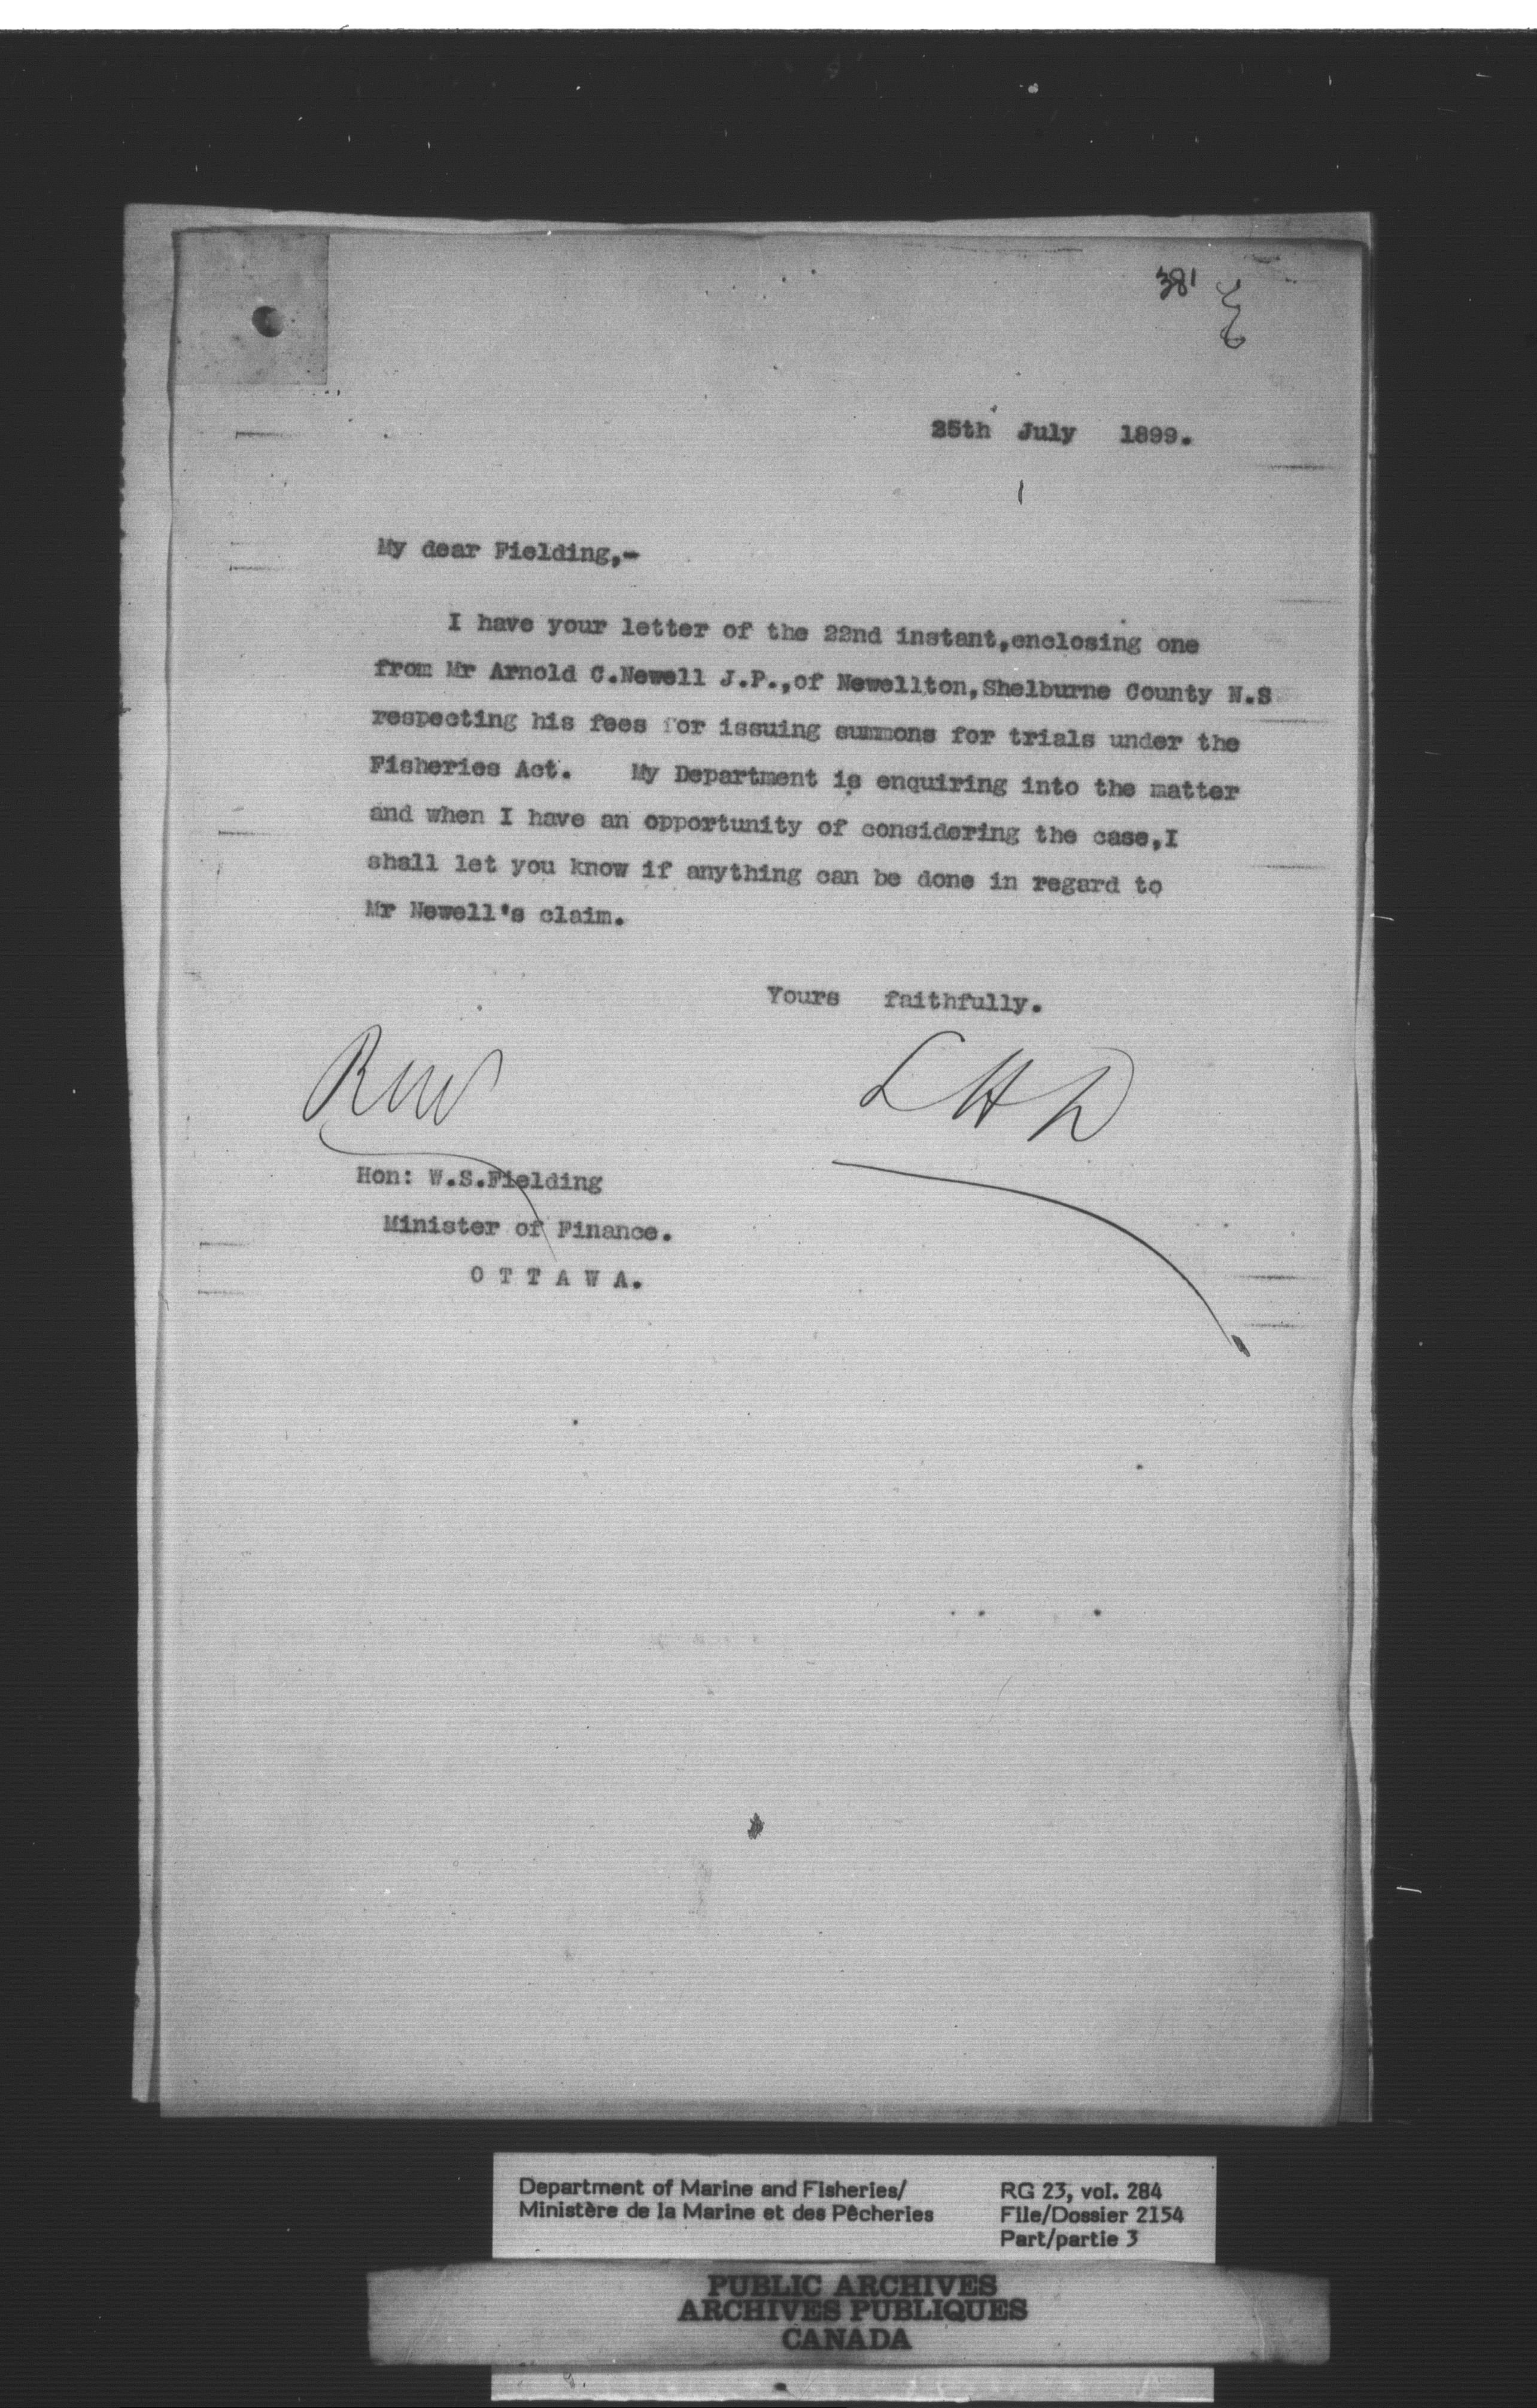 381
25th July 1899.
My dear Fielding,-
I have your letter of the 22nd instant,enclosing one
from Mr Arnold C.Newell J.P.,of Newellton,Shelburne County N.S
respecting his fees for issuing summons for trials under the
Fisheries Act. My Department is enquiring into the matter
and when I have an opportunity of considering the case,I
shall let you know if anything can be done in regard to
Mr Newell's claim.
Yours faithfully.
LHD
Hon: W.S.Fielding
Minister of Finance.
O T T A W A.
Department of Marine and Fisheries/
Ministère de la Marine et des Pêcheries
RG 23, vol. 284
File/Dossier 2154
Part/partie 3
PUBLIC ARCHIVES
ARCHIVES PUBLIQUES
CANADA